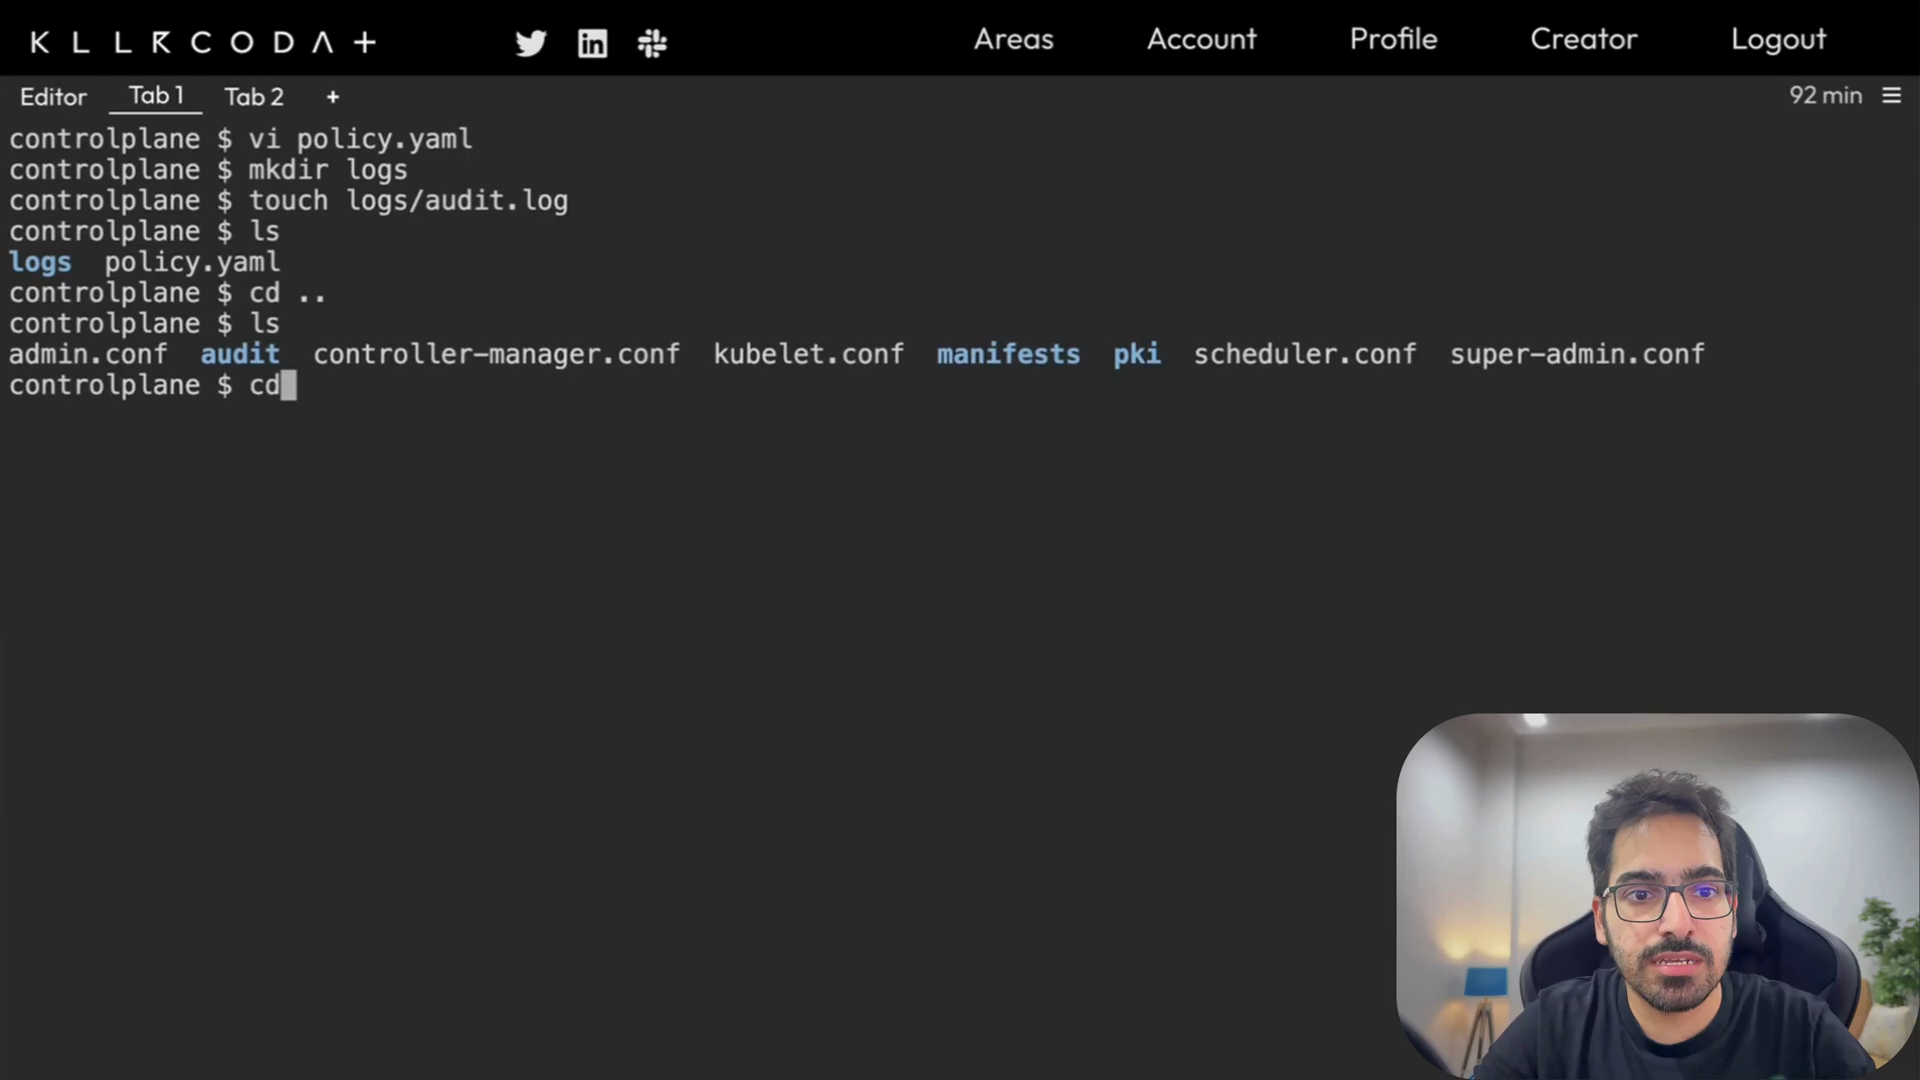 KLLRCODA+
Areas Account Profile Creator Logout
Editor Tab 1 Tab 2 + 92 min
controlplane $ vi policy.yaml
controlplane $ mkdir logs
controlplane $ touch logs/audit.log
controlplane $ ls
logs policy.yaml
controlplane $ cd ..
controlplane $ ls
admin.conf audit controller-manager.conf kubelet.conf manifests pki scheduler.conf super-admin.conf
controlplane $ cd